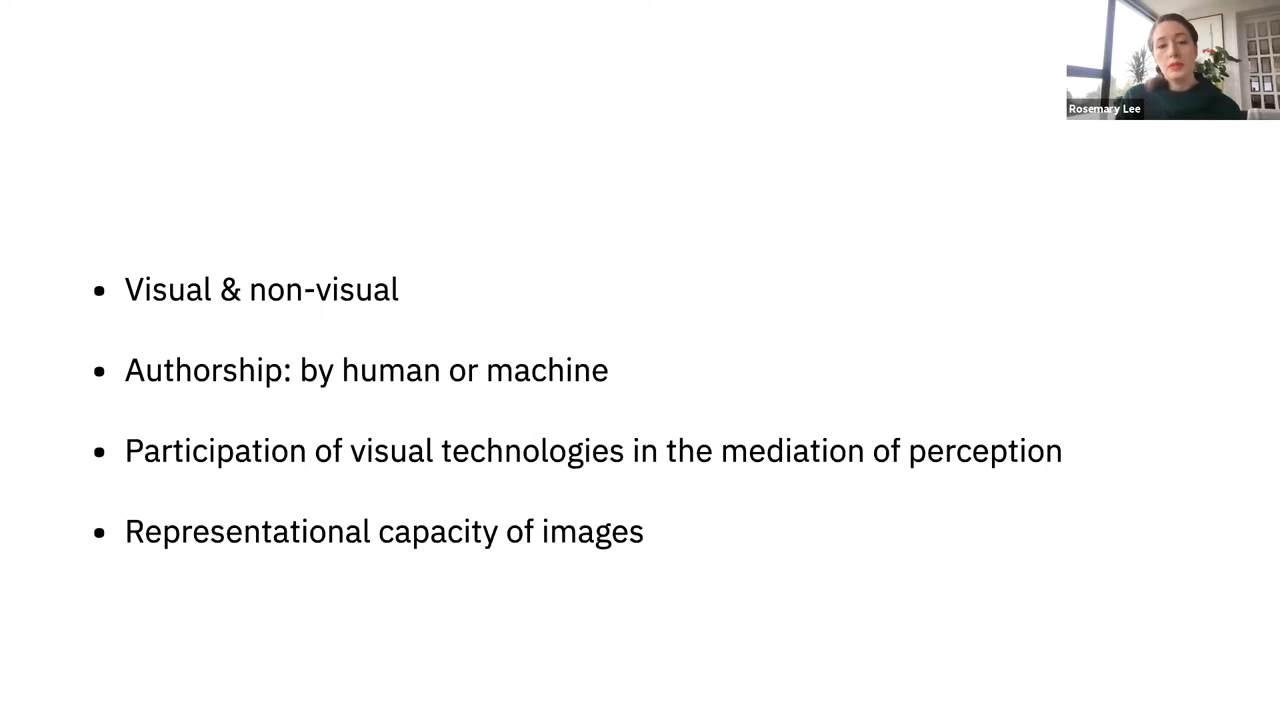 Rosemary Lee
• Visual & non-visual
• Authorship: by human or machine
• Participation of visual technologies in the mediation of perception
• Representational capacity of images